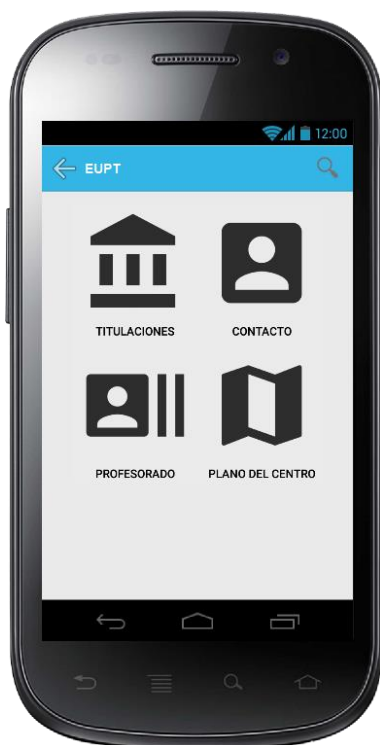 12:00
EUPT
TITULACIONES
CONTACTO
PROFESORADO
PLANO DEL CENTRO